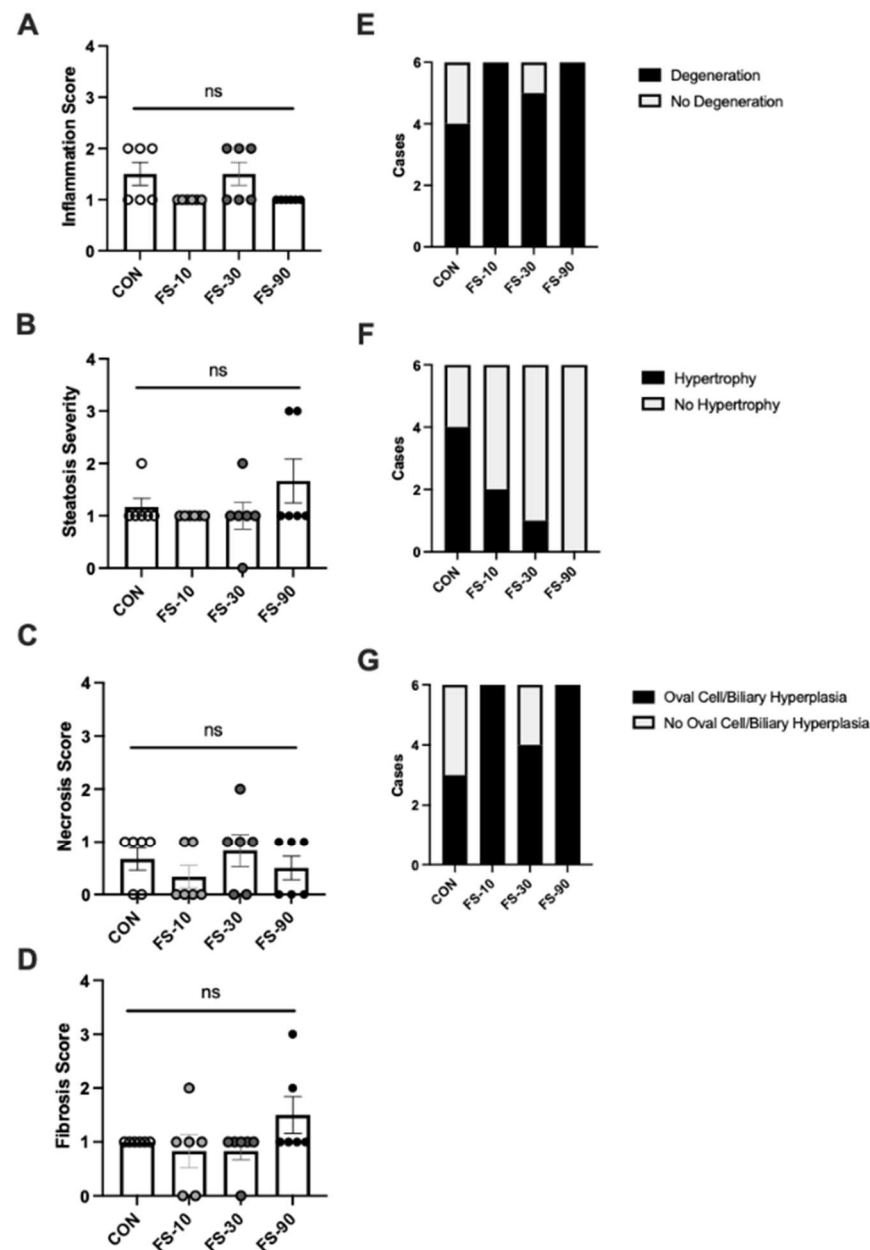 A
Inflammation Score
4
3
2
1
0
ns
CON
FS-10
FS-30
FS-90
E
Cases
6
4
2
0
CON
FS-10
FS-30
FS-90
Degeneration
No Degeneration
B
Steatosis Severity
4
3
2
1
0
ns
CON
FS-10
FS-30
FS-90
F
Cases
6
4
2
0
CON
FS-10
FS-30
FS-90
Hypertrophy
No Hypertrophy
C
Necrosis Score
4
3
2
1
0
ns
CON
FS-10
FS-30
FS-90
G
Cases
6
4
2
0
CON
FS-10
FS-30
FS-90
Oval Cell/Biliary Hyperplasia
No Oval Cell/Biliary Hyperplasia
D
Fibrosis Score
4
3
2
1
0
ns
CON
FS-10
FS-30
FS-90